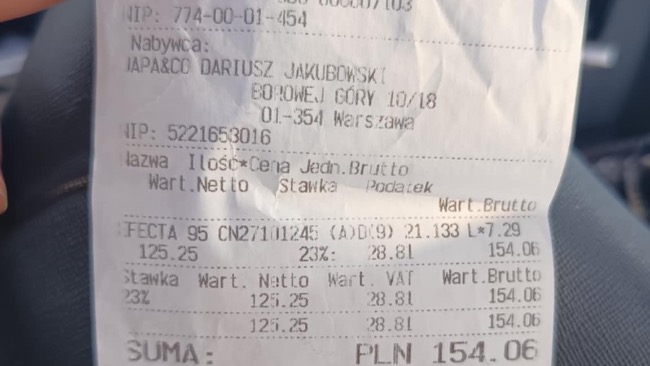 NIP: 774-00-01-454
Nabywca:
JAPA&CO DARIUSZ JAKUBOWSKI
BOROWEJ GÓRY 10/18
01-354 Warszawa
NIP: 5221653016
Nazwa Ilość*Cena Jedn.Brutto
Wart.Netto Stawka Podatek
Wart.Brutto
EFECTA 95 CN27101245 (A)D(9) 21.133 L*7.29
125.25 23%: 28.81 154.06
Stawka Wart. Netto Wart. VAT Wart.Brutto
23% 125.25 28.81 154.06
125.25 28.81 154.06
SUMA: PLN 154.06